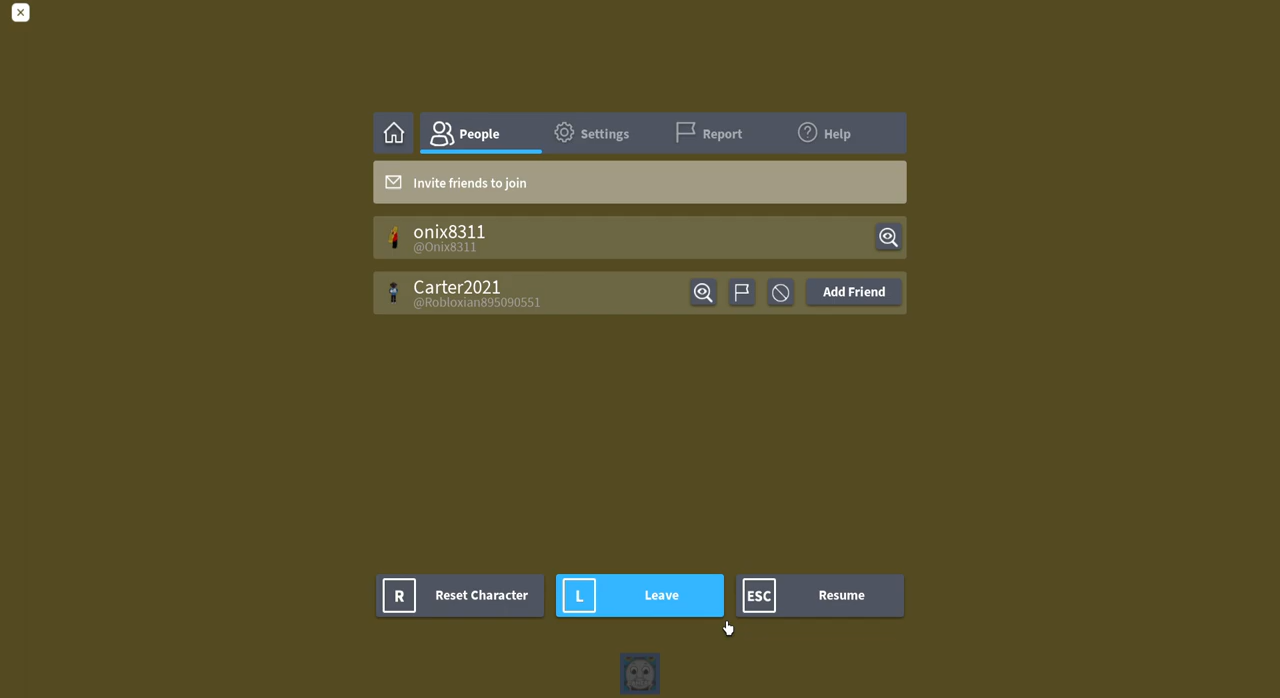 People
Settings
Report
Help
Invite friends to join
onix8311
@Onix8311
Carter2021
@Robloxian895090551
Add Friend
R Reset Character
L Leave
ESC Resume